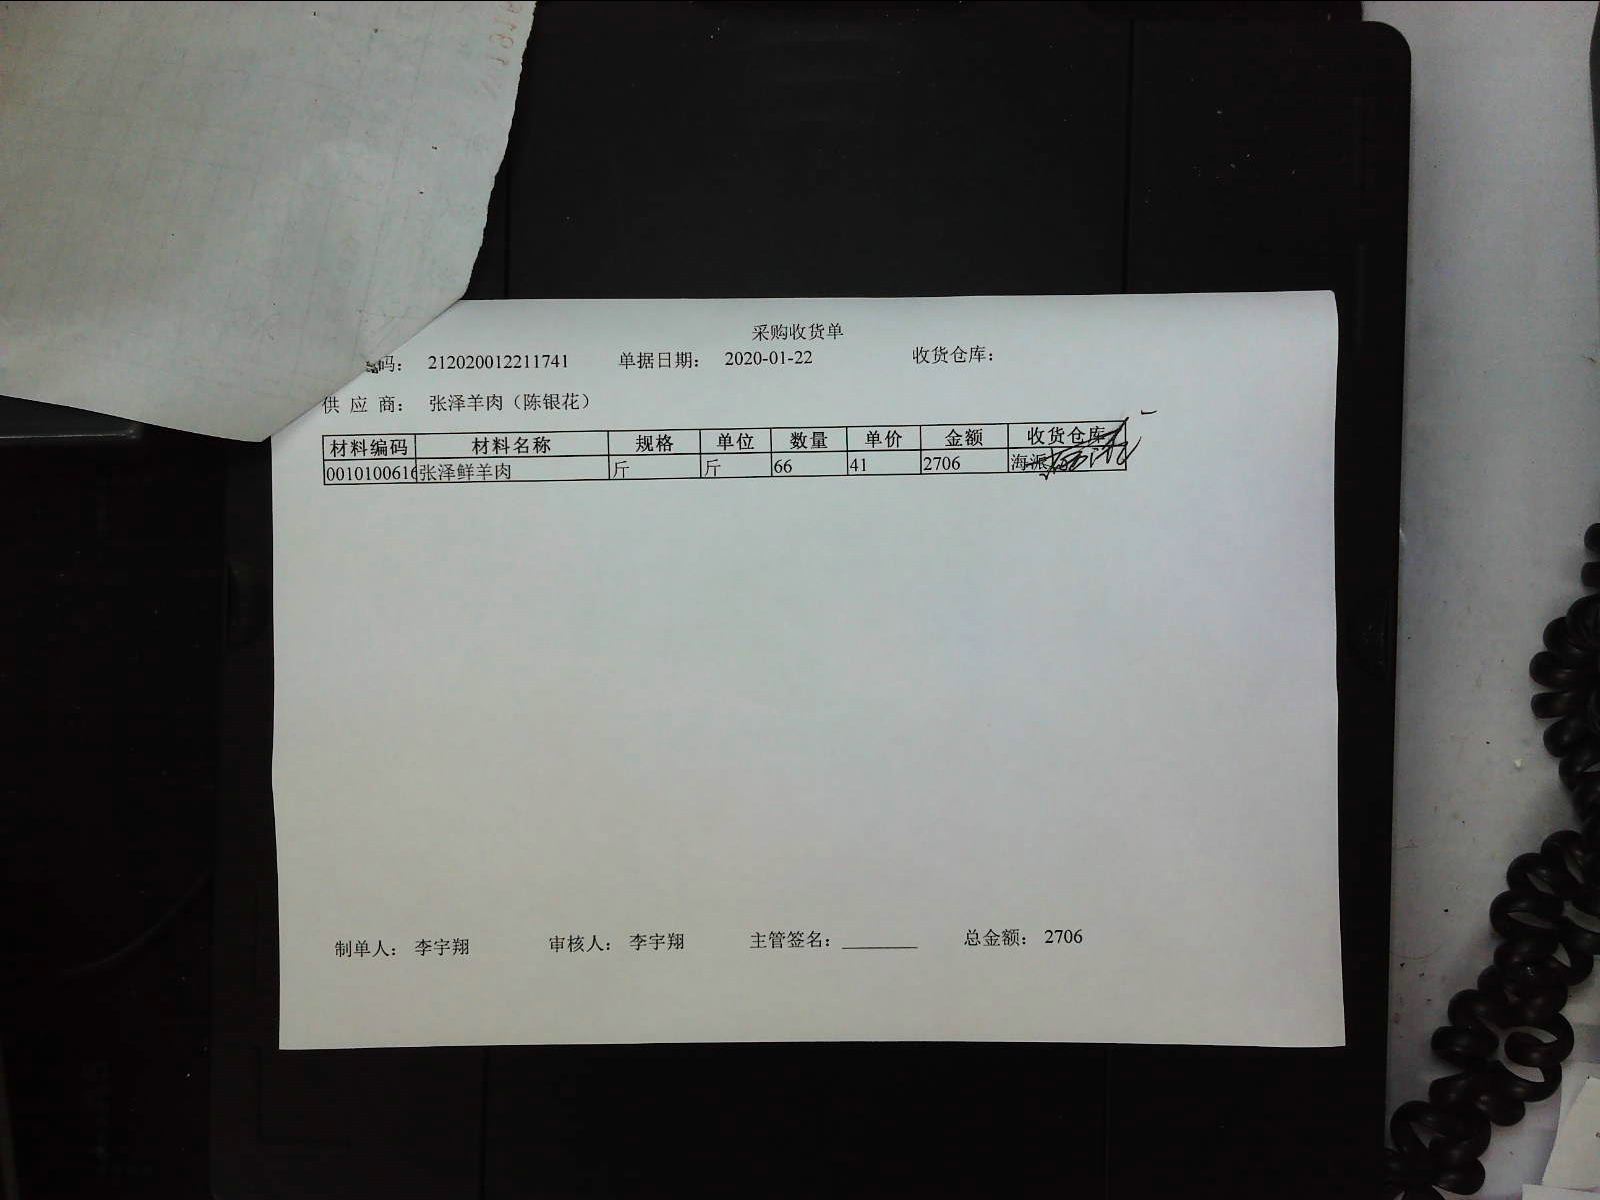 采购收货单
码： 212020012211741 单据日期： 2020-01-22 收货仓库：
供 应 商： 张泽羊肉（陈银花）
材料编码 材料名称 规格 单位 数量 单价 金额 收货仓库
0010100616 张泽鲜羊肉 斤 斤 66 41 2706 海派
制单人： 李宇翔 审核人： 李宇翔 主管签名： 总金额： 2706